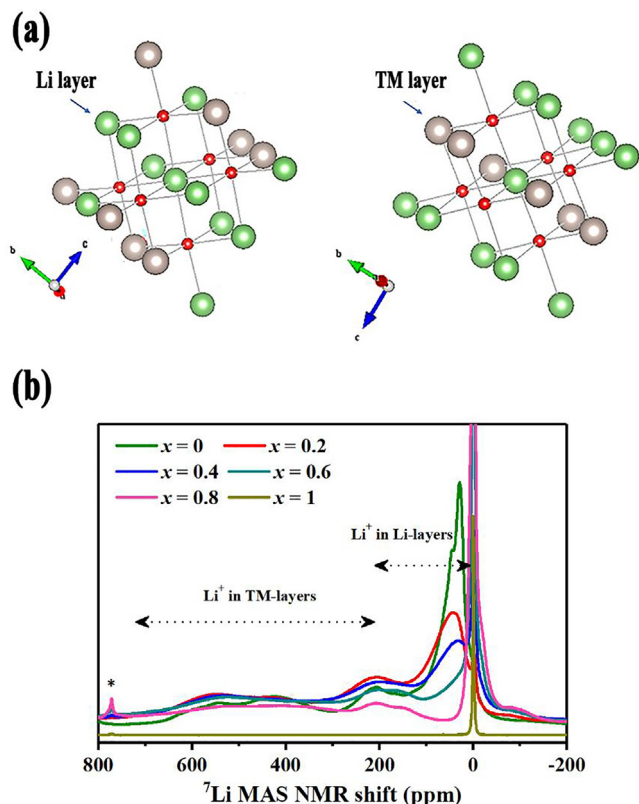 (a)
Li layer
TM layer
b
c
a
b
a
c
(b)
x = 0
x = 0.2
x = 0.4
x = 0.6
x = 0.8
x = 1
Li⁺ in Li-layers
Li⁺ in TM-layers
*
800 600 400 200 0 -200
⁷Li MAS NMR shift (ppm)